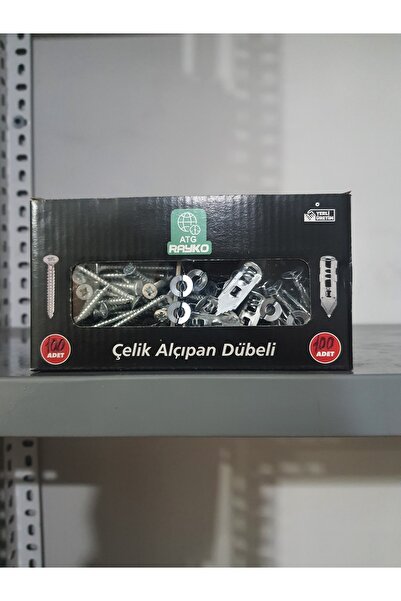 ATG
RAYKO
YERLİ
ÜRETİM
100
ADET
Çelik Alçıpan Dübeli
100
ADET